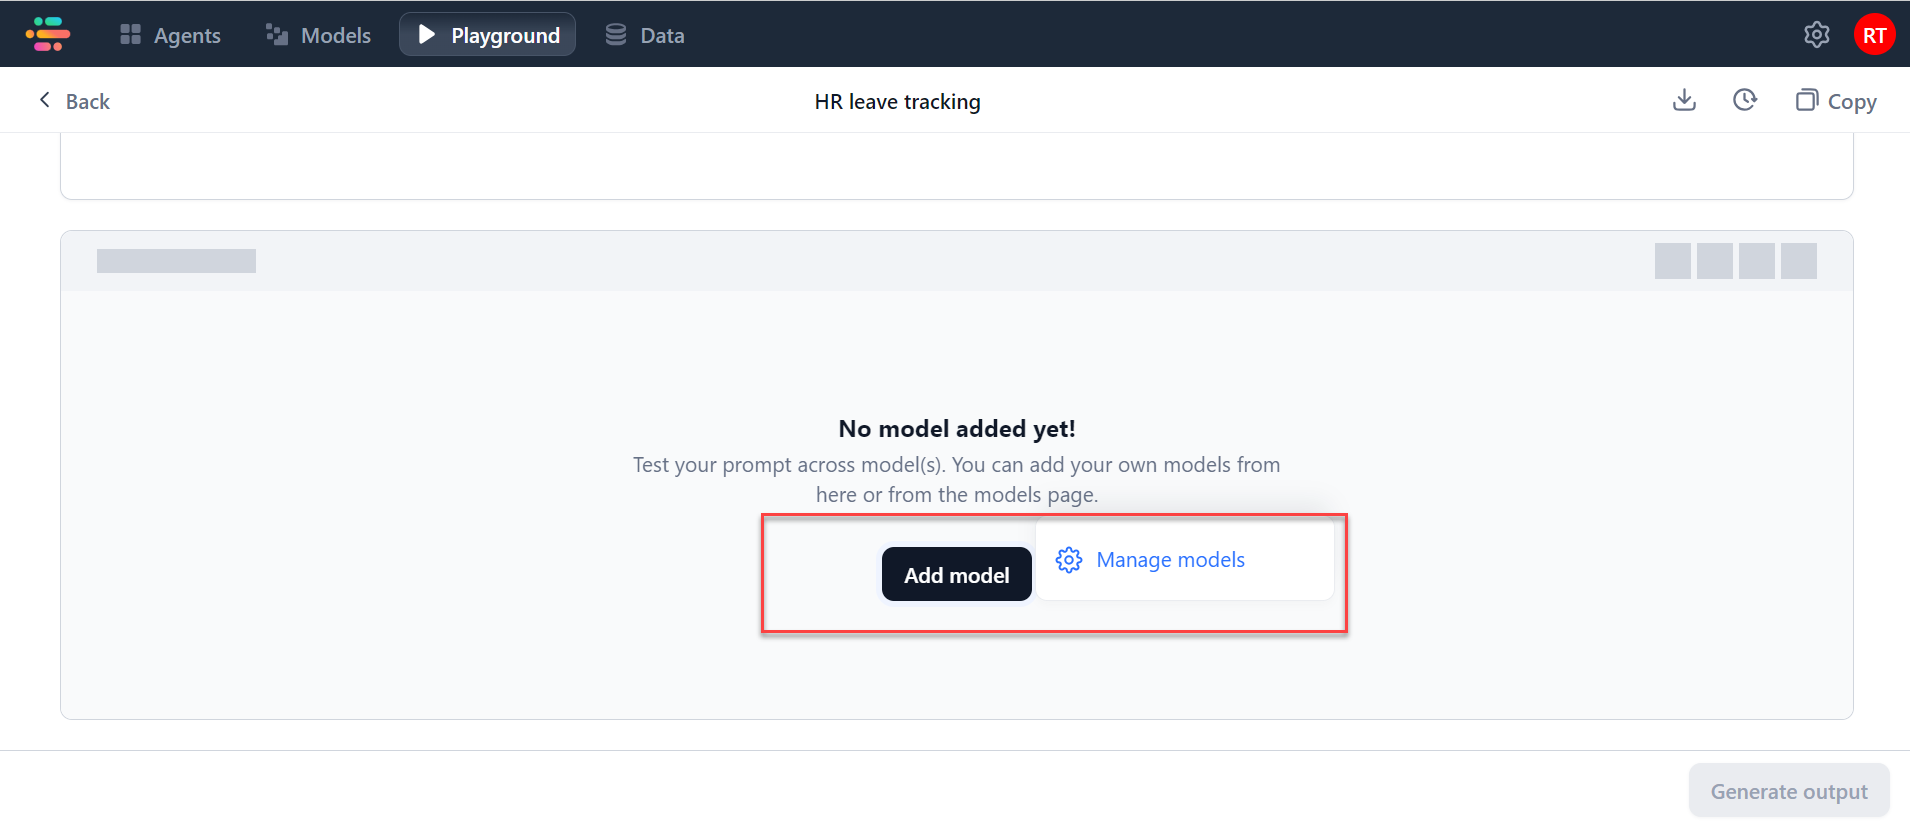 Agents
Models
Playground
Data
RT
Back
HR leave tracking
Copy
No model added yet!
Test your prompt across model(s). You can add your own models from
here or from the models page.
Add model
Manage models
Generate output